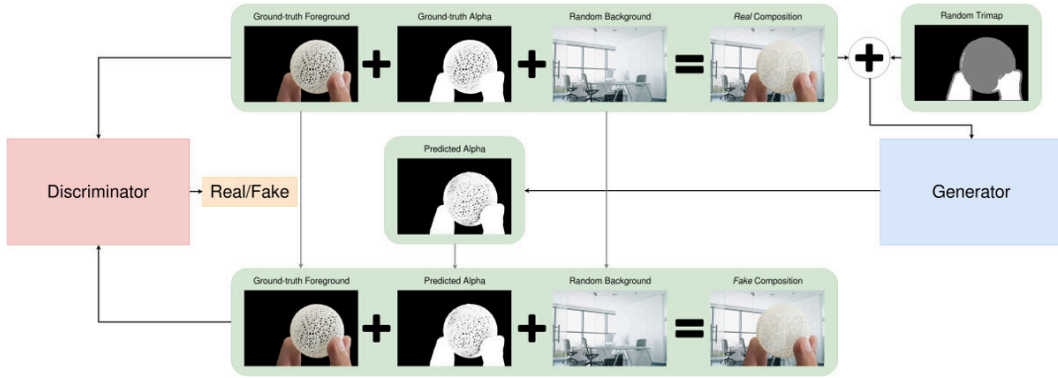 Ground-truth Foreground
Ground-truth Alpha
Random Background
Real Composition
Random Trimap
Predicted Alpha
Discriminator
Real/Fake
Generator
Ground-truth Foreground
Predicted Alpha
Random Background
Fake Composition